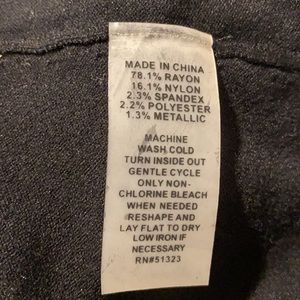 MADE IN CHINA
78.1% RAYON
16.1% NYLON
2.3% SPANDEX
2.2% POLYESTER
1.3% METALLIC
MACHINE
WASH COLD
TURN INSIDE OUT
GENTLE CYCLE
ONLY NON-
CHLORINE BLEACH
WHEN NEEDED
RESHAPE AND
LAY FLAT TO DRY
LOW IRON IF
NECESSARY
RN#51323